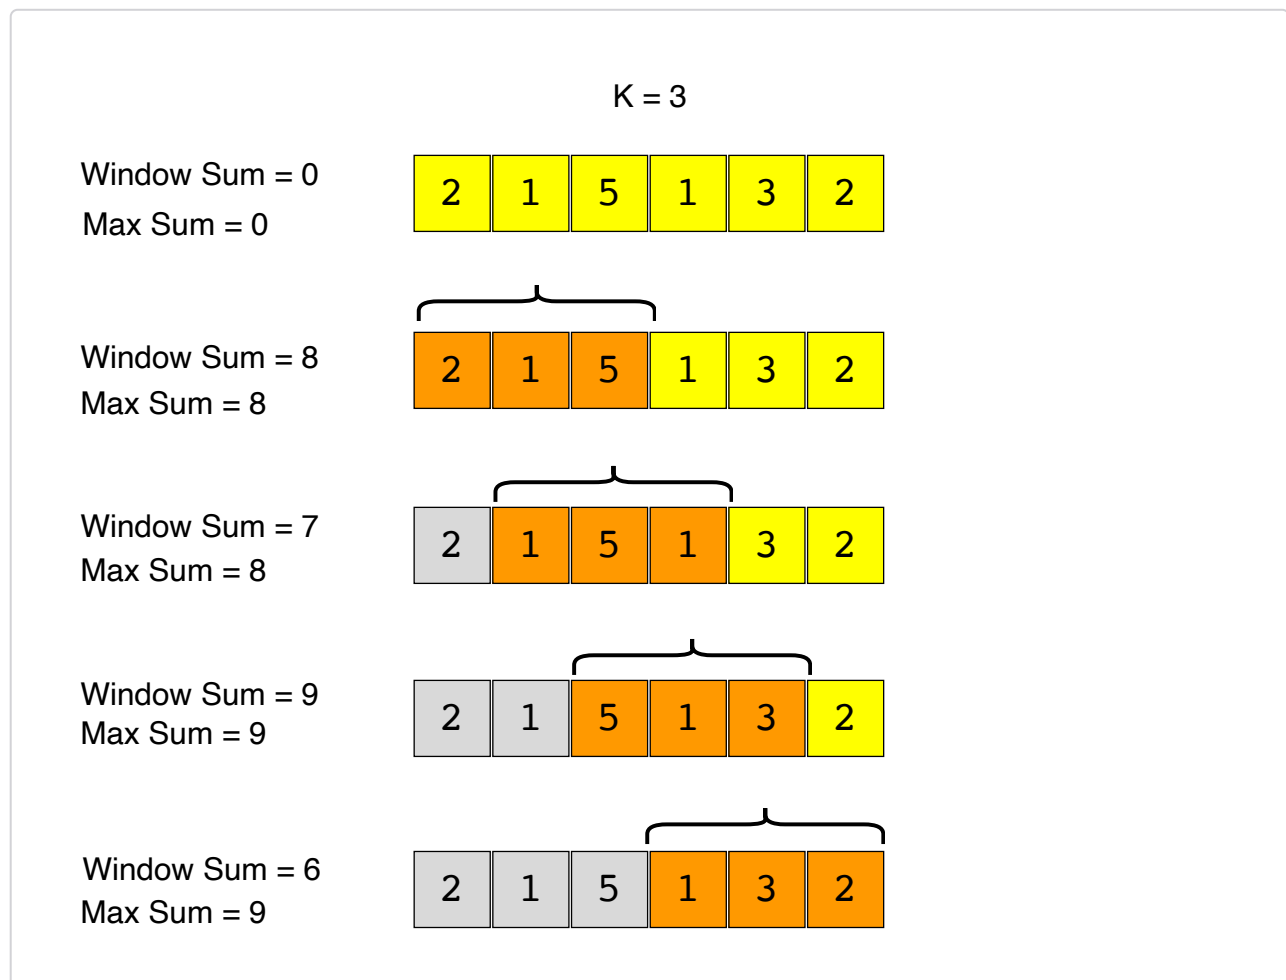 K = 3
Window Sum = 0
Max Sum = 0
2 1 5 1 3 2
Window Sum = 8
Max Sum = 8
2 1 5 1 3 2
Window Sum = 7
Max Sum = 8
2 1 5 1 3 2
Window Sum = 9
Max Sum = 9
2 1 5 1 3 2
Window Sum = 6
Max Sum = 9
2 1 5 1 3 2